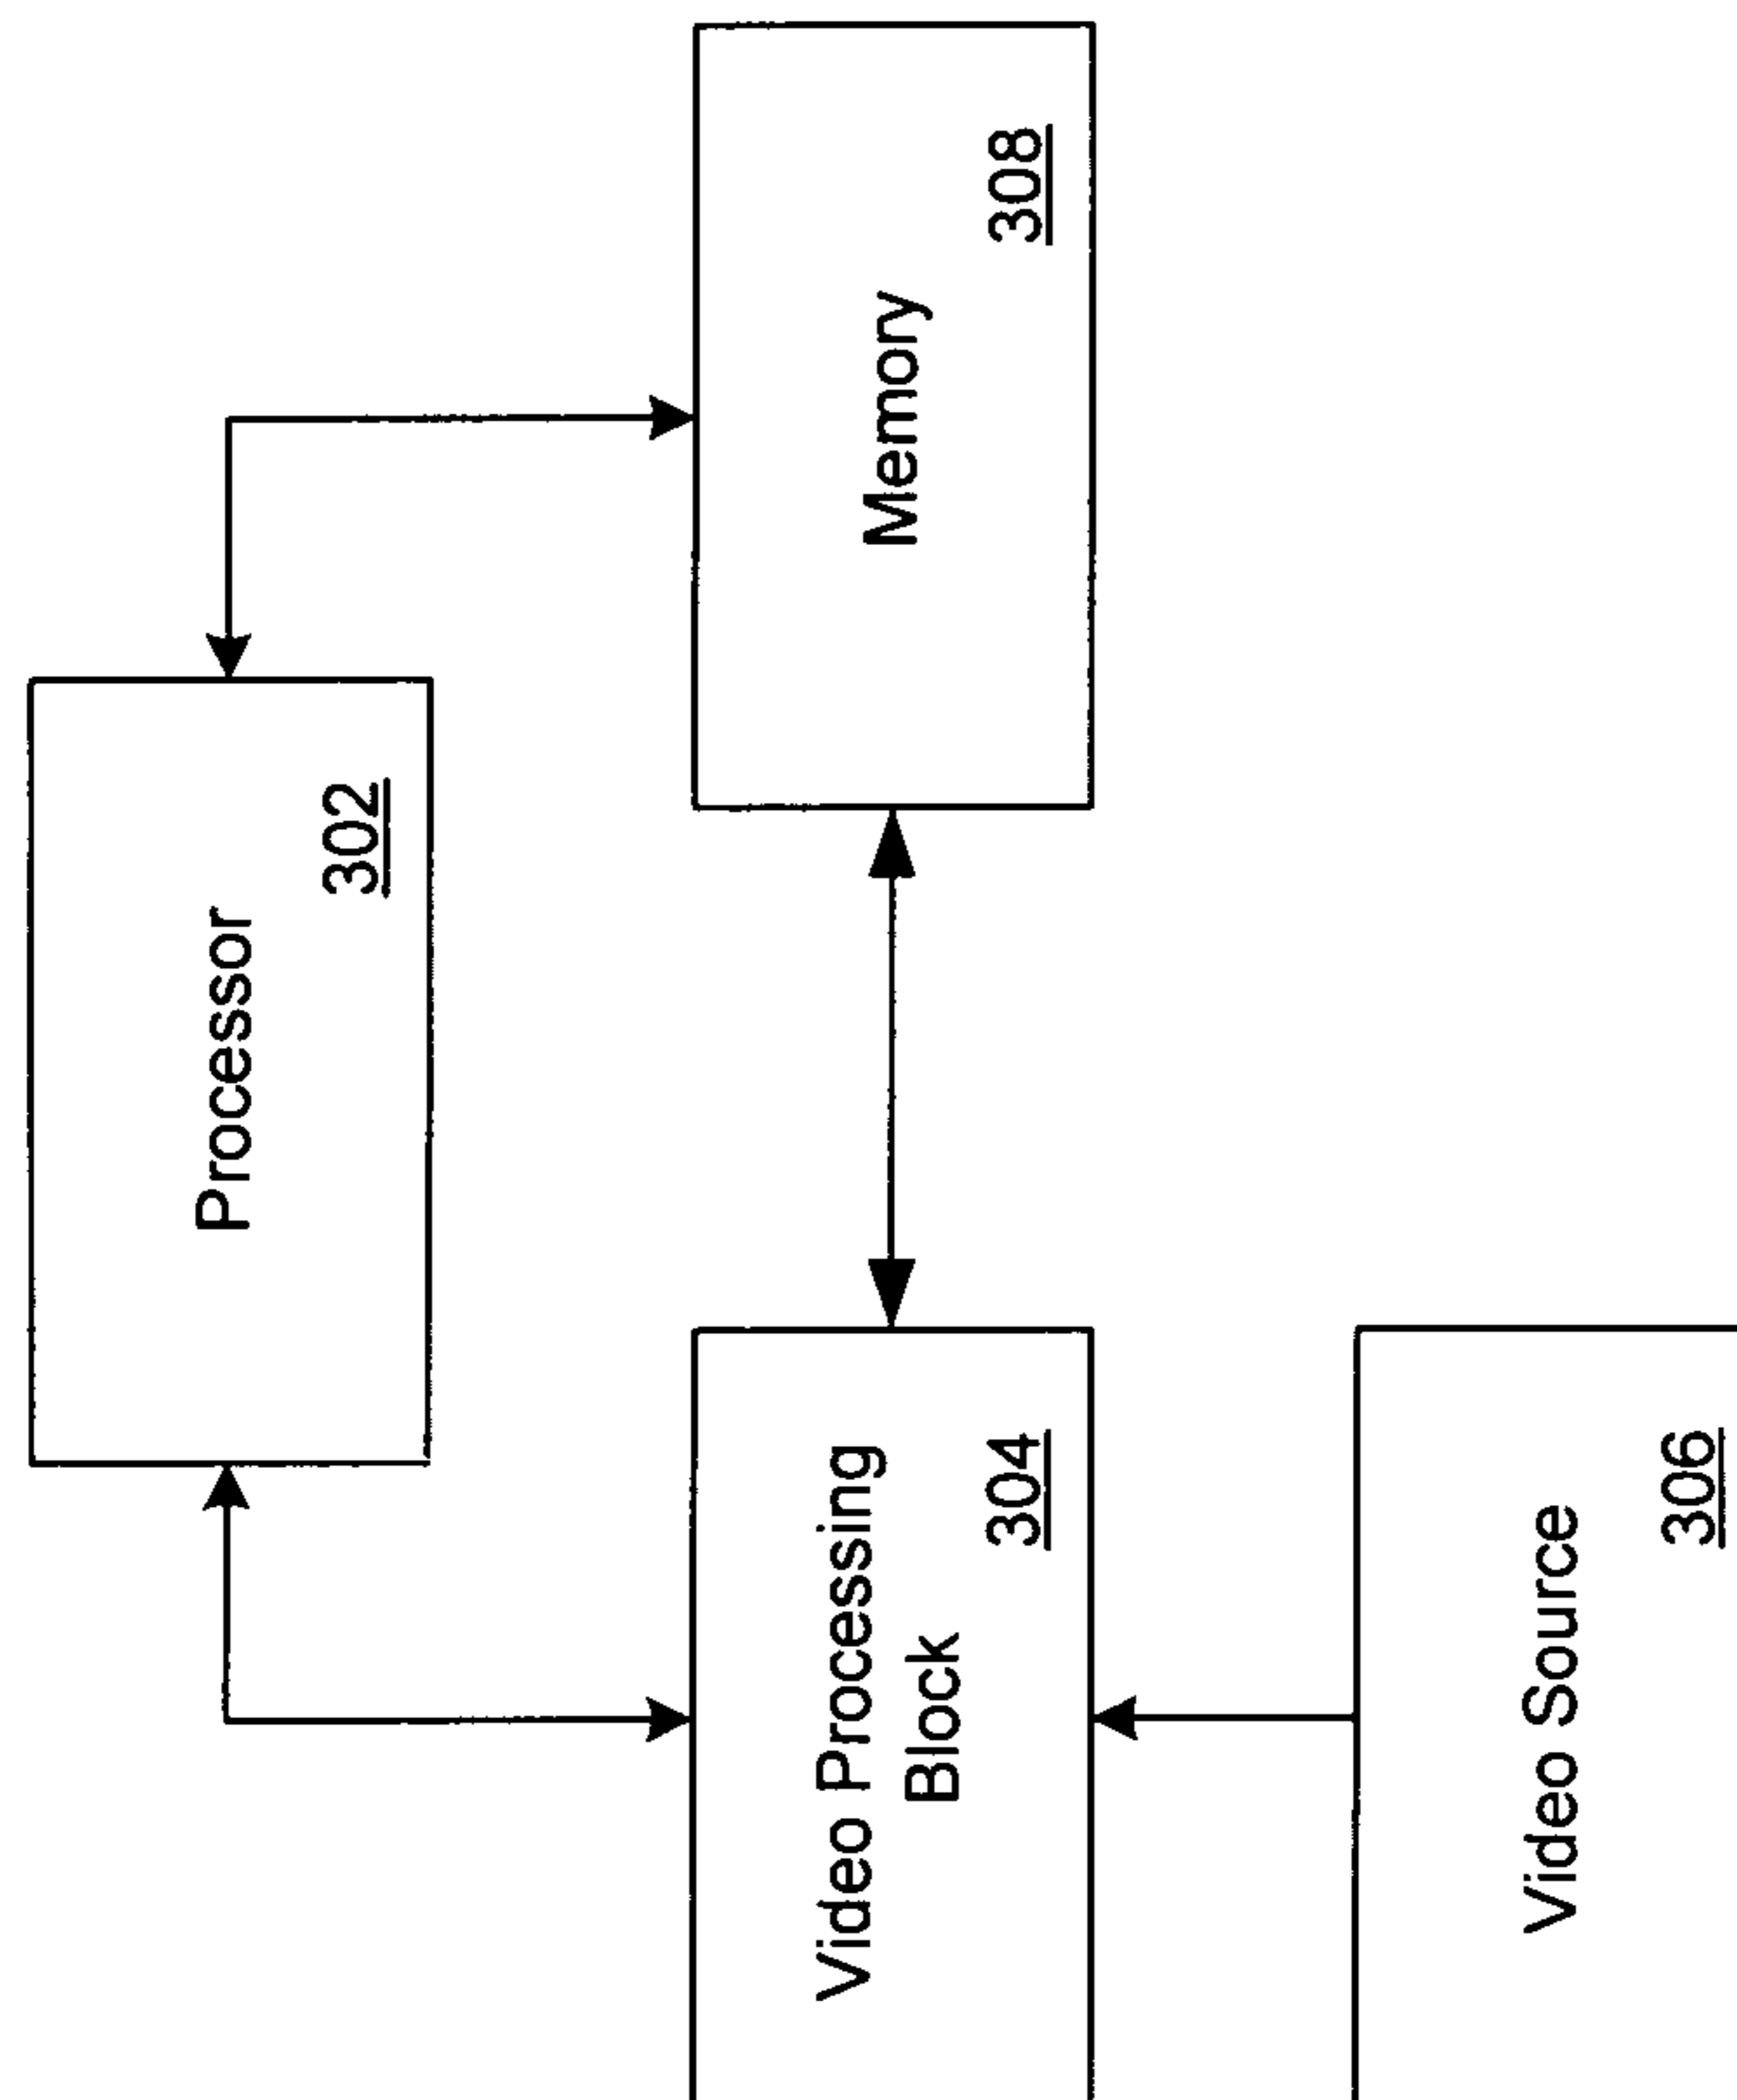 Processor
302
Video Processing
Block
304
Memory
308
Video Source
306